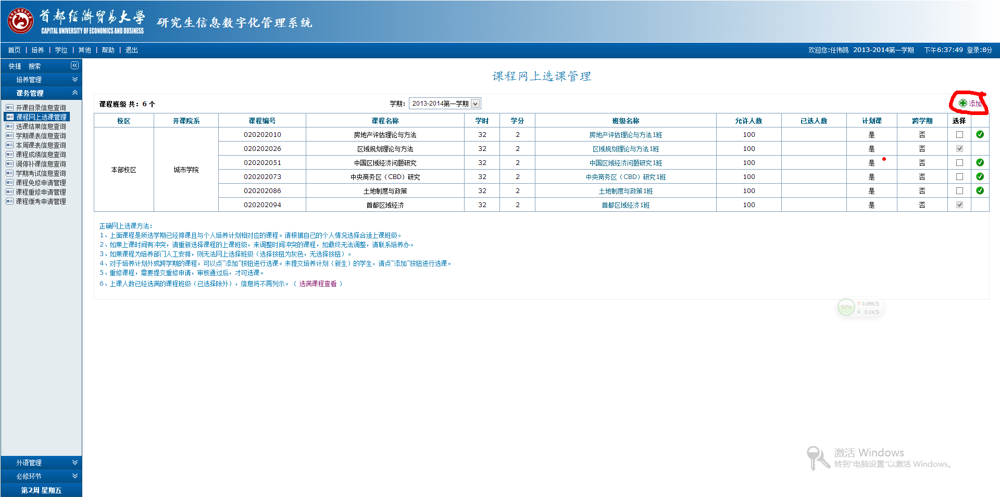 首都經濟貿易大學
CAPITAL UNIVERSITY OF ECONOMICS AND BUSINESS
研究生信息数字化管理系统
首页 | 培养 | 学位 | 其他 | 帮助 | 退出
欢迎您:任伟鸥 2013-2014第一学期 下午6:37:49 登录:8分
快捷 搜索
培养管理
课务管理
开课目录信息查询
课程网上选课管理
选课结果信息查询
学期课表信息查询
本周课表信息查询
课程成绩信息查询
调停补课信息查询
学期考试信息查询
课程免修申请管理
课程重修申请管理
课程缓考申请管理
外语管理
必修环节
第2周 星期五
课程网上选课管理
课程班级 共：6 个 学期： 2013-2014第一学期 添加
校区 开课院系 课程编号 课程名称 学时 学分 班级名称 允许人数 已选人数 计划课 跨学期 选择
本部校区 城市学院
020202010 房地产评估理论与方法 32 2 房地产评估理论与方法1班 100 是 否
020202026 区域规划理论与方法 32 2 区域规划理论与方法1班 100 是 否
020202051 中国区域经济问题研究 32 2 中国区域经济问题研究1班 100 是 否
020202073 中央商务区（CBD）研究 32 2 中央商务区（CBD）研究1班 100 是 否
020202086 土地制度与政策 32 2 土地制度与政策1班 100 是 否
020202094 首都区域经济 32 2 首都区域经济1班 100 是 否
正确网上选课方法：
1、上面课程是所选学期已经排课且与个人培养计划相对应的课程。请根据自己的个人情况选择合适上课班级。
2、如果上课时间有冲突，请重新选择课程的上课班级，来调整时间冲突的课程，如最终无法调整，请联系培养办。
3、如果课程为培养部门人工安排，则无法网上选择班级（选择按钮为灰色，无选择按钮）。
4、对于培养计划外或跨学期的课程，可以点“添加”按钮进行选课。未提交培养计划（新生）的学生，请点“添加”按钮进行选课。
5、重修课程，需要提交重修申请，审核通过后，才可选课。
6、上课人数已经选满的课程班级（已选择除外），信息将不再列示。（ 选满课程查看 ）
52% ↑ 0.09K/S
↓ 0.1K/S
激活 Windows
转到“电脑设置”以激活 Windows。